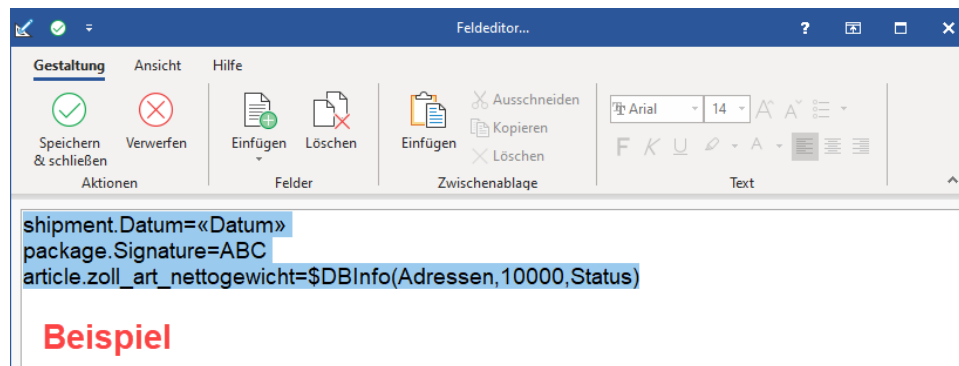 Feldeditor...
?
Gestaltung Ansicht Hilfe
Speichern & schließen
Verwerfen
Einfügen
Löschen
Einfügen
Ausschneiden
Kopieren
Löschen
Arial 14 A A
F K U A
Aktionen Felder Zwischenablage Text
shipment.Datum=«Datum»
package.Signature=ABC
article.zoll_art_nettogewicht=$DBInfo(Adressen,10000,Status)
Beispiel